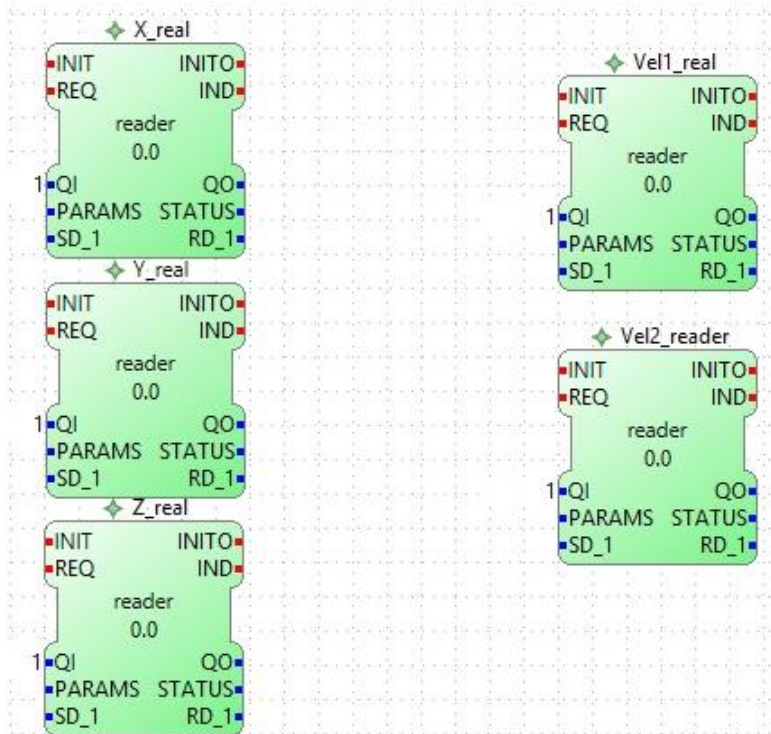 X_real
INIT INITO
REQ IND
reader
0.0
1 QI QO
PARAMS STATUS
SD_1 RD_1
Y_real
INIT INITO
REQ IND
reader
0.0
1 QI QO
PARAMS STATUS
SD_1 RD_1
Z_real
INIT INITO
REQ IND
reader
0.0
1 QI QO
PARAMS STATUS
SD_1 RD_1
Vel1_real
INIT INITO
REQ IND
reader
0.0
1 QI QO
PARAMS STATUS
SD_1 RD_1
Vel2_reader
INIT INITO
REQ IND
reader
0.0
1 QI QO
PARAMS STATUS
SD_1 RD_1